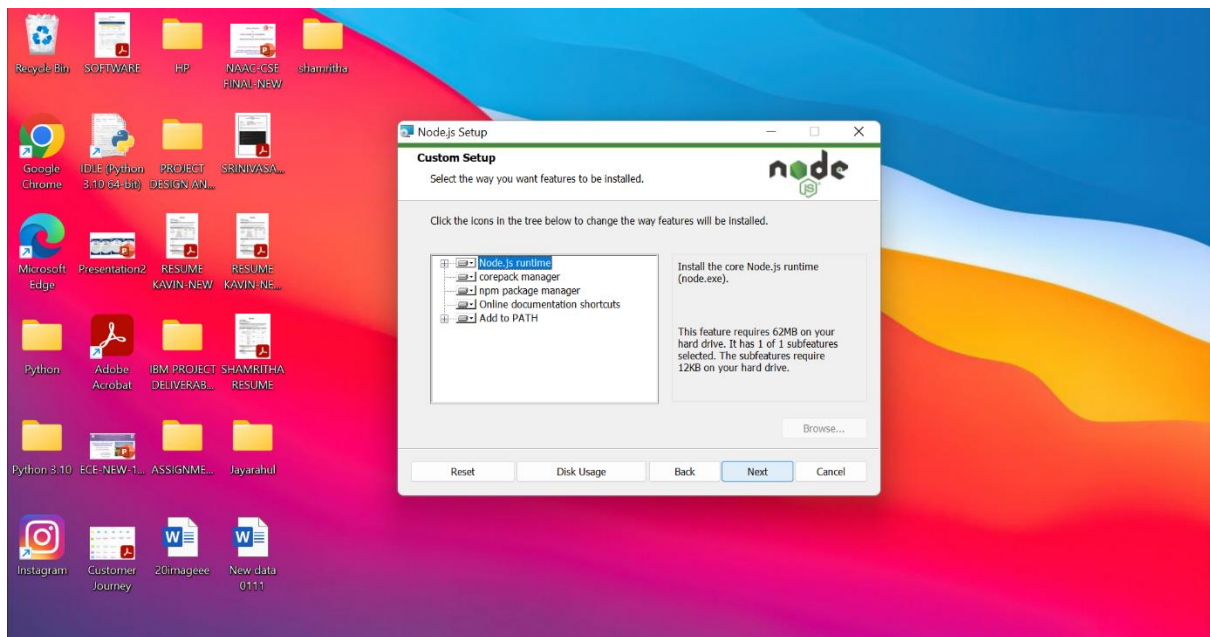 Recycle Bin
SOFTWARE
HP
NAAC-CSE
FINAL-NEW
shamritha
Google
Chrome
IDLE (Python
3.10 64-bit)
PROJECT
DESIGN AN...
SRINIVASA...
Microsoft
Edge
Presentation2
RESUME
KAVIN-NEW
RESUME
KAVIN-NE...
Python
Adobe
Acrobat
IBM PROJECT
DELIVERAB...
SHAMRITHA
RESUME
Python 3.10
ECE-NEW-1...
ASSIGNME...
Jayarahul
Instagram
Customer
Journey
20imageee
New data
0111
Node.js Setup
Custom Setup
Select the way you want features to be installed.
node
JS
Click the icons in the tree below to change the way features will be installed.
Node.js runtime
corepack manager
npm package manager
Online documentation shortcuts
Add to PATH
Install the core Node.js runtime
(node.exe).
This feature requires 62MB on your
hard drive. It has 1 of 1 subfeatures
selected. The subfeatures require
12KB on your hard drive.
Browse...
Reset
Disk Usage
Back
Next
Cancel